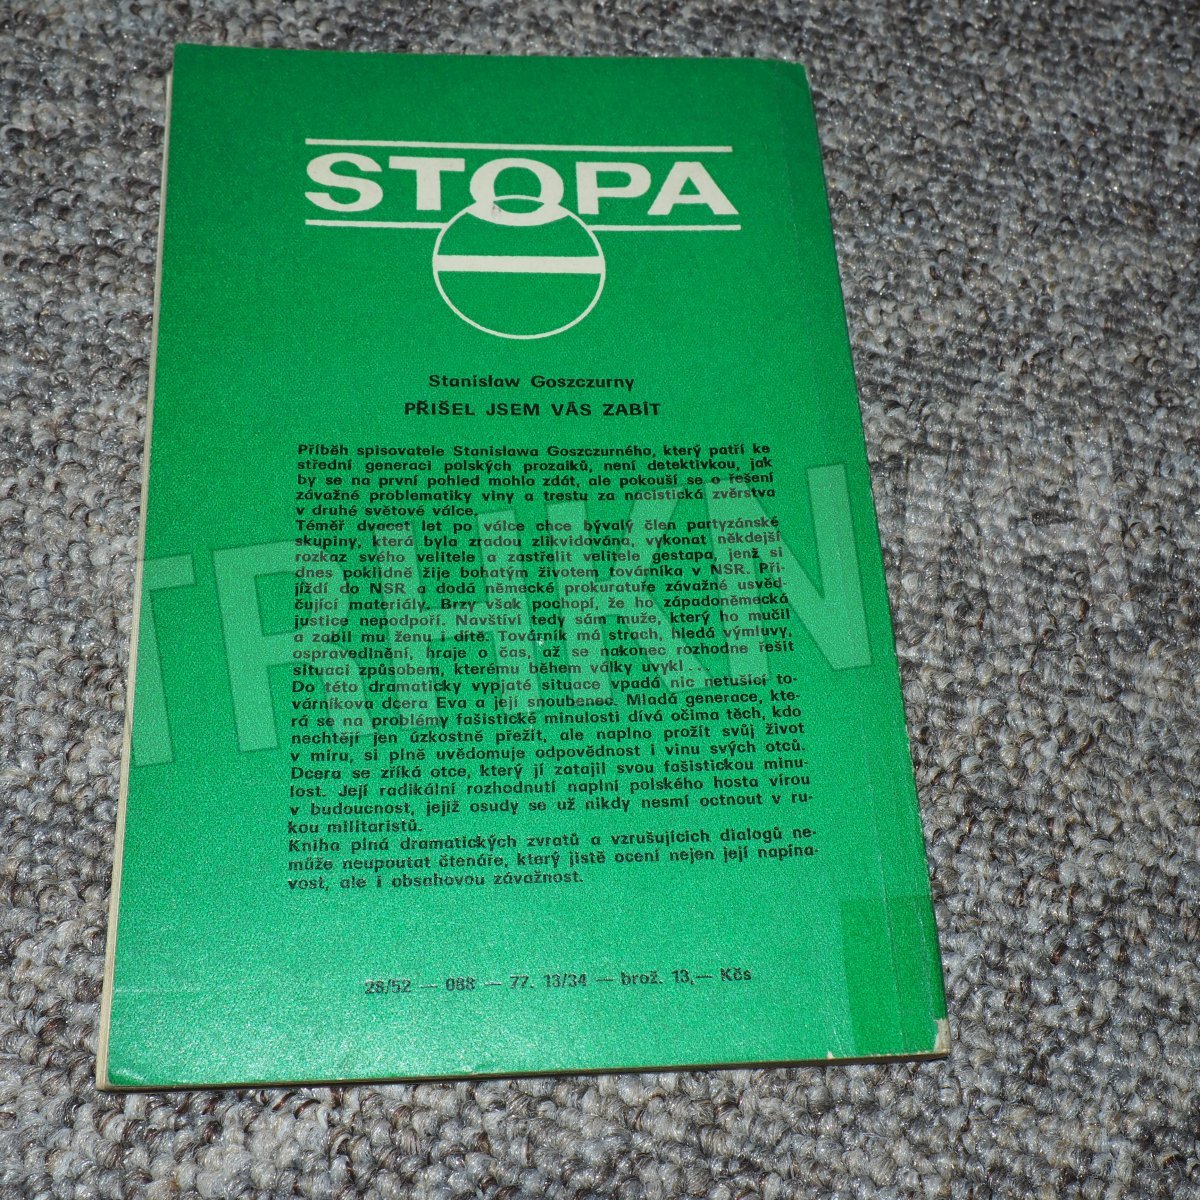 STOPA
Stanisław Goszczurny
PŘIŠEL JSEM VÁS ZABÍT
Příběh spisovatele Stanisława Goszczurného, který patří ke
střední generaci polských prozaiků, není detektivkou, jak
by se na první pohled mohlo zdát, ale pokouší se o řešení
závažné problematiky viny a trestu za nacistická zvěrstva
v druhé světové válce.
Téměř dvacet let po válce chce bývalý člen partyzánské
skupiny, která byla zradou zlikvidována, vykonat někdejší
rozkaz svého velitele a zastřelit velitele gestapa, jenž si
dnes poklidně žije bohatým životem továrníka v NSR. Při-
jíždí do NSR a dodá německé prokuratuře závažné usvěd-
čující materiály. Brzy však pochopí, že ho západoněmecká
justice nepodpoří. Navštíví tedy sám muže, který ho mučil
a zabil mu ženu i dítě. Továrník má strach, hledá výmluvy,
ospravedlnění, hraje o čas, až se nakonec rozhodne řešit
situaci způsobem, kterému během války uvykl...
Do této dramaticky vypjaté situace vpadá nic netušící to-
várníkova dcera Eva a její snoubenec. Mladá generace, kte-
rá se na problémy fašistické minulosti dívá očima těch, kdo
nechtějí jen úzkostně přežít, ale naplno prožít svůj život
v míru, si plně uvědomuje odpovědnost i vinu svých otců.
Dcera se zříká otce, který jí zatajil svou fašistickou minu-
lost. Její radikální rozhodnutí naplní polského hosta vírou
v budoucnost, jejíž osudy se už nikdy nesmí octnout v ru-
kou militaristů.
Kniha plná dramatických zvratů a vzrušujících dialogů ne-
může neupoutat čtenáře, který jistě ocení nejen její napína-
vost, ale i obsahovou závažnost.
28/52 — 088 — 77. 13/34 — brož. 13,— Kčs